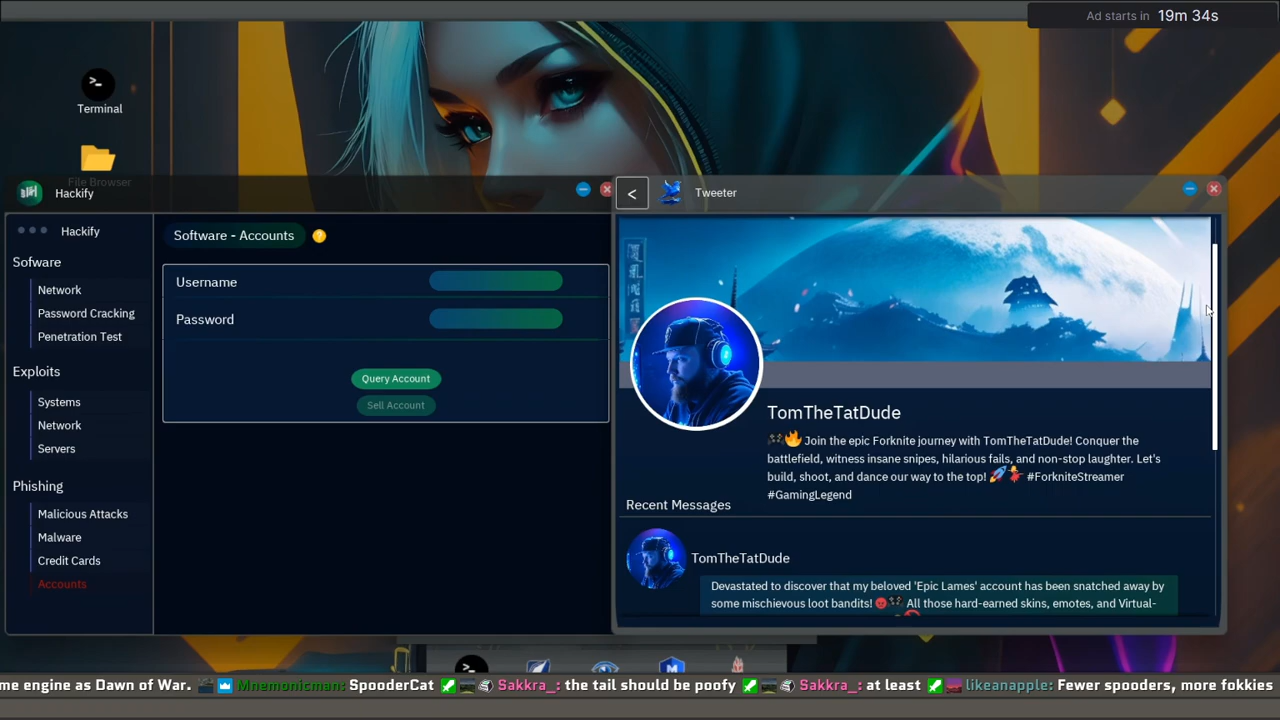 Ad starts in 19m 34s
Terminal
File Browser
Hackify
Tweeter
Hackify
Sofware
Network
Password Cracking
Penetration Test
Exploits
Systems
Network
Servers
Phishing
Malicious Attacks
Malware
Credit Cards
Accounts
Software - Accounts
Username
Password
Query Account
Sell Account
TomTheTatDude
Join the epic Forknite journey with TomTheTatDude! Conquer the
battlefield, witness insane snipes, hilarious fails, and non-stop laughter. Let's
build, shoot, and dance our way to the top! 🚀💃 #ForkniteStreamer
#GamingLegend
Recent Messages
TomTheTatDude
Devastated to discover that my beloved 'Epic Lames' account has been snatched away by
some mischievous loot bandits! All those hard-earned skins, emotes, and Virtual-
me engine as Dawn of War. Mnemonicman: SpooderCat Sakkra_: the tail should be poofy Sakkra_: at least likeanapple: Fewer spooders, more fokkies